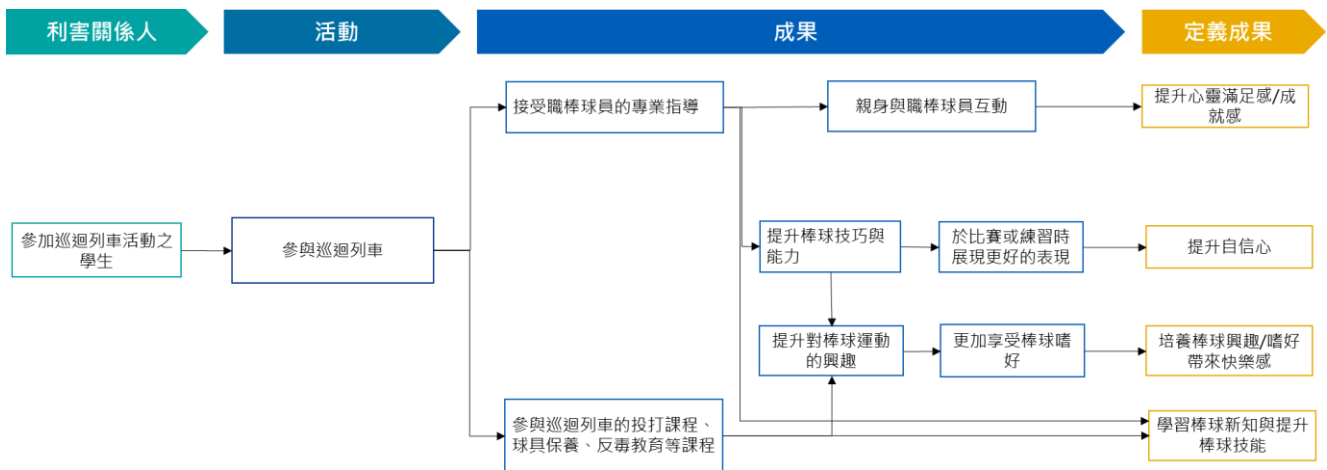 利害關係人
活動
成果
定義成果
接受職棒球員的專業指導
親身與職棒球員互動
提升心靈滿足感/成
就感
參加巡迴列車活動之
學生
參與巡迴列車
提升棒球技巧與
能力
於比賽或練習時
展現更好的表現
提升自信心
提升對棒球運動
的興趣
更加享受棒球嗜
好
培養棒球興趣/嗜好
帶來快樂感
參與巡迴列車的投打課程、
球具保養、反毒教育等課程
學習棒球新知與提升
棒球技能